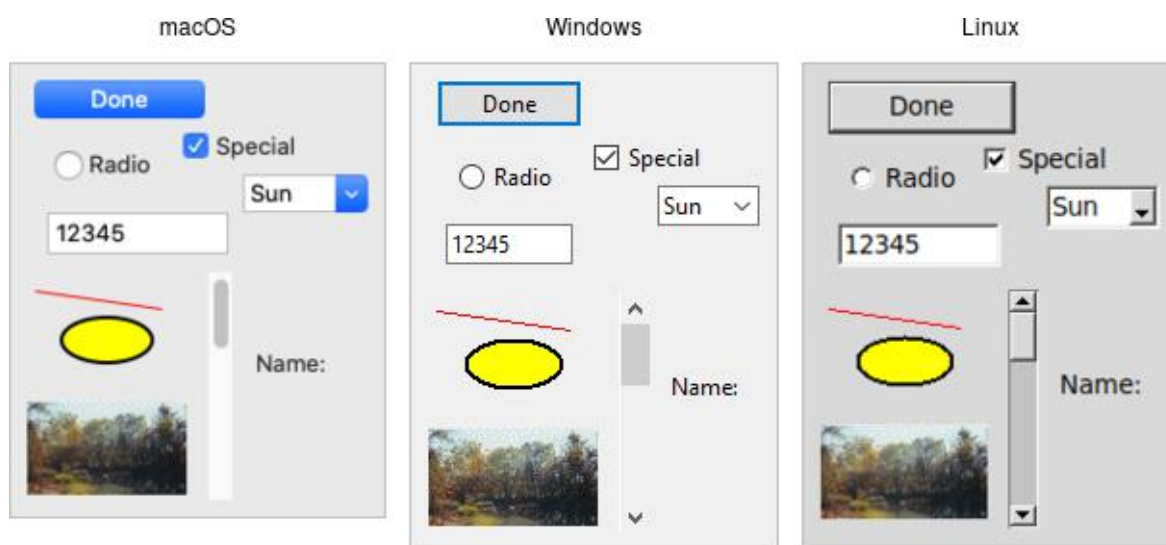 macOS
Windows
Linux
Done
Special
Radio
Sun
12345
Name:
Done
Special
Radio
Sun
12345
Name:
Done
Special
Radio
Sun
12345
Name: